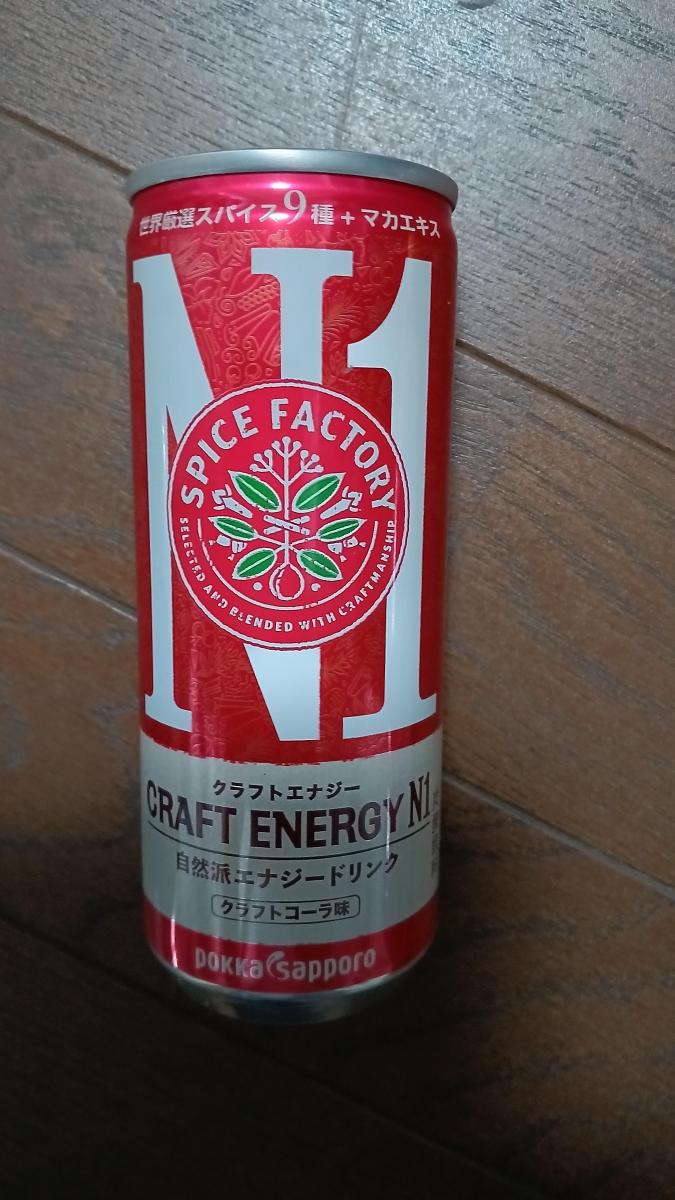 世界厳選スパイス9種+マカエキス
N1
SPICE FACTORY
SELECTED AND BLENDED WITH CRAFTMANSHIP
クラフトエナジー
CRAFT ENERGY N1
自然派エナジードリンク
クラフトコーラ味
pokka sapporo